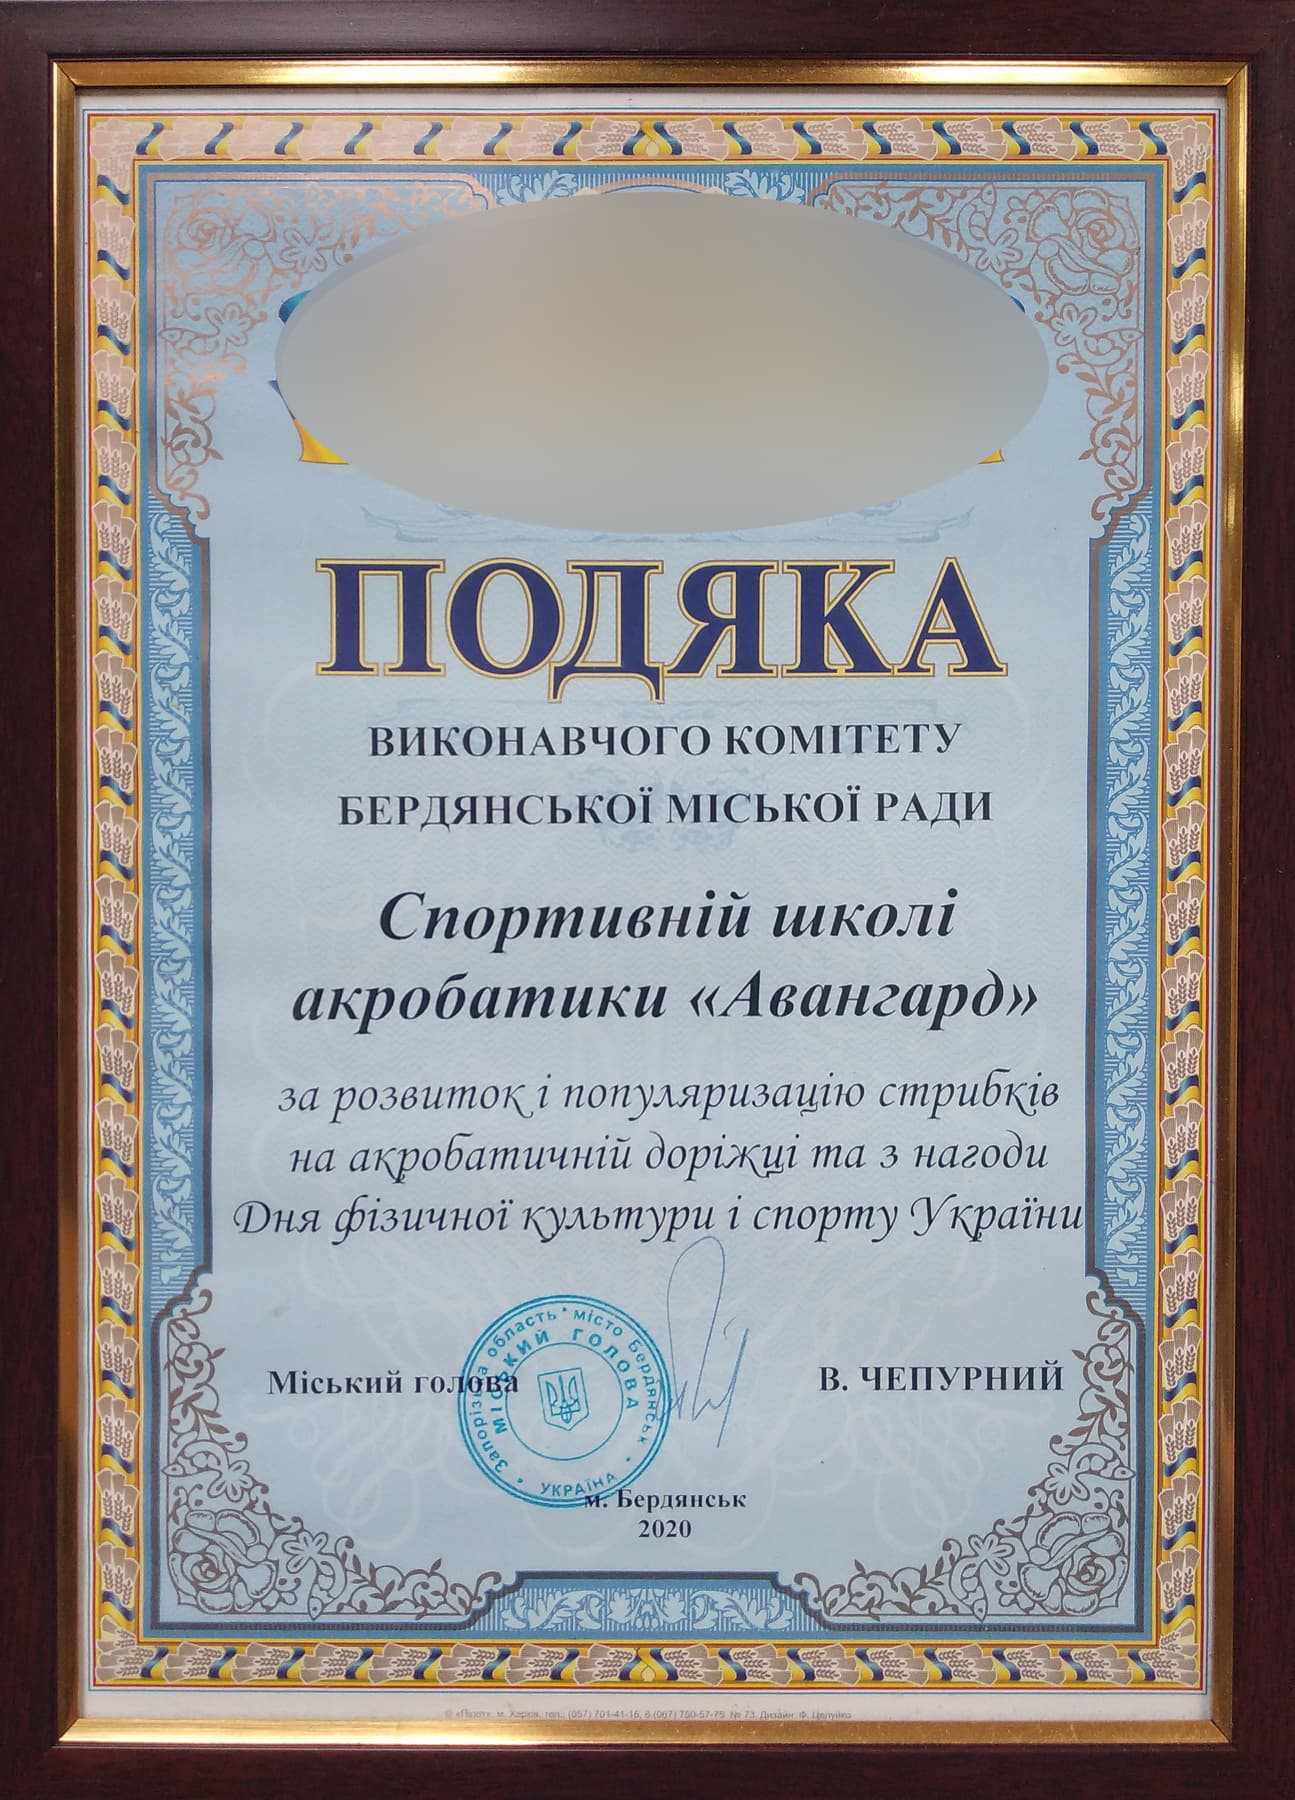 ПОДЯКА
ВИКОНАВЧОГО КОМІТЕТУ
БЕРДЯНСЬКОЇ МІСЬКОЇ РАДИ
Спортивній школі
акробатики «Авангард»
за розвиток і популяризацію стрибків
на акробатичній доріжці та з нагоди
Дня фізичної культури і спорту України
Міський голова
В. ЧЕПУРНИЙ
Запорізька область * місто Бердянськ
МІСЬКИЙ ГОЛОВА
* УКРАЇНА *
м. Бердянськ
2020
м. Харків, тел.: (057) 701-41-16, 8 (067) 750-57-75 № 73 Дизайн: Ф. Цалуйко